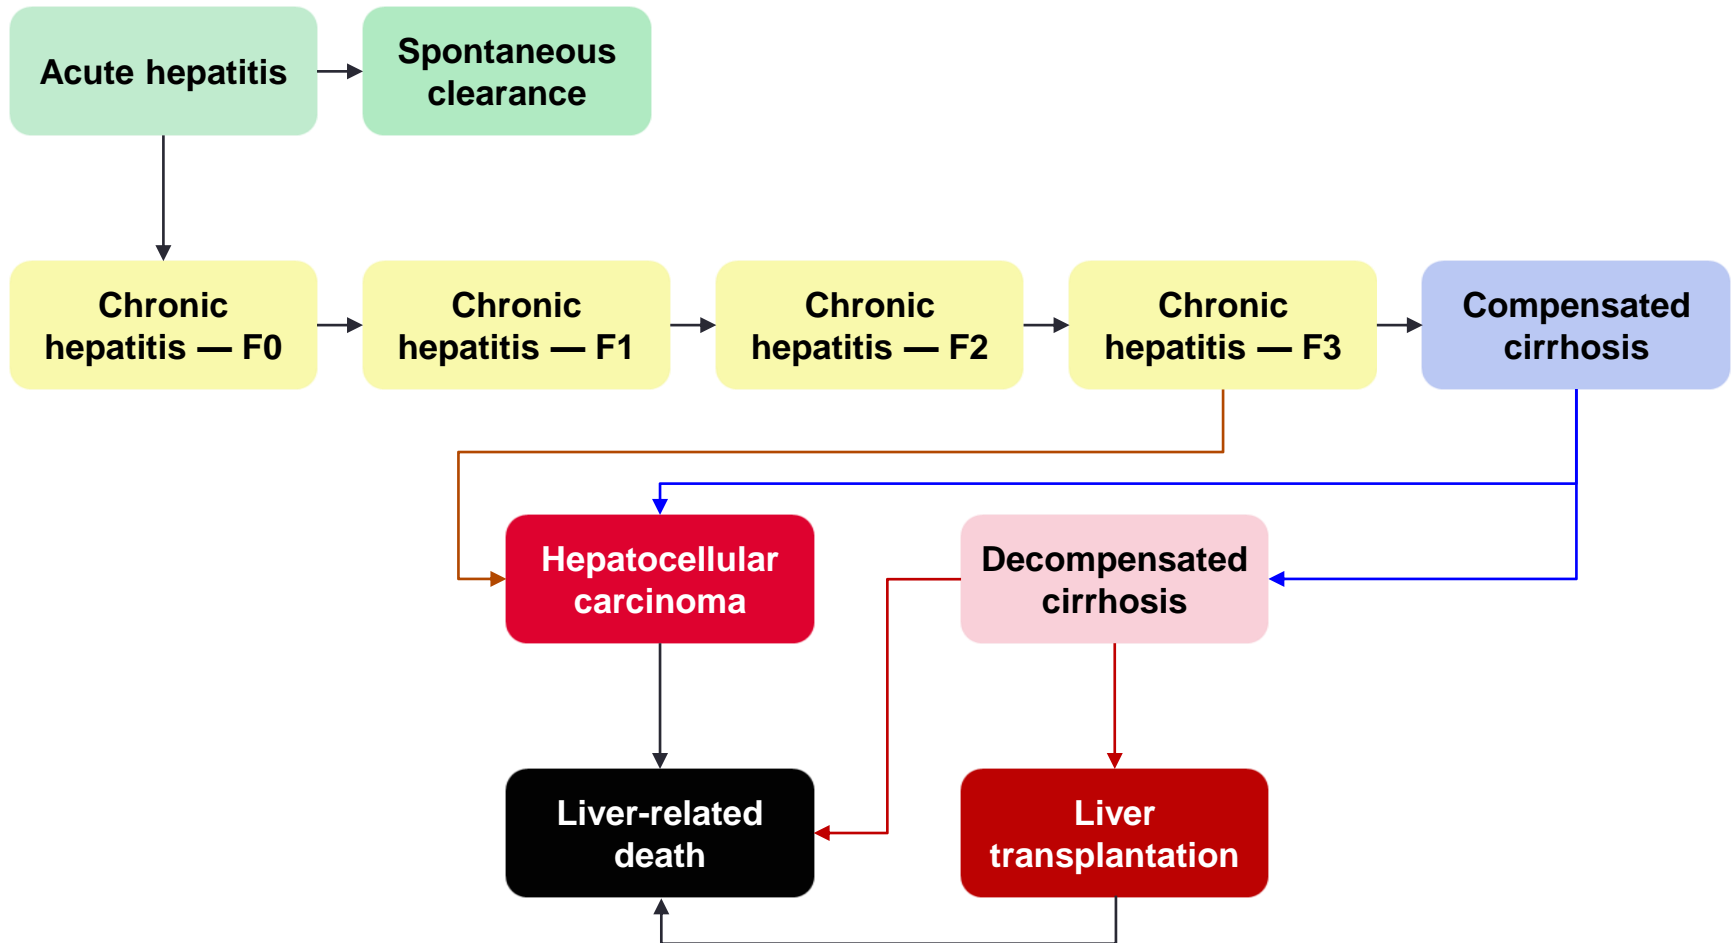 Acute hepatitis
Spontaneous
clearance
Chronic
hepatitis — F0
Chronic
hepatitis — F1
Chronic
hepatitis — F2
Chronic
hepatitis — F3
Compensated
cirrhosis
Hepatocellular
carcinoma
Decompensated
cirrhosis
Liver-related
death
Liver
transplantation